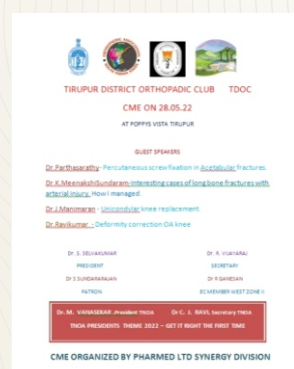 TIRUPUR DISTRICT ORTHOPADIC CLUB TDOC
CME ON 28.05.22
AT POPPYS VISTA TIRUPUR
GUEST SPEAKERS
Dr.Parthasarathy- Percutaneous screw fixation in Acetabular fractures.
Dr.K.MeenakshiSundaram-Interesting cases of long bone fractures with
arterial injury. How I managed.
Dr.J.Manimaran - Unicondylar knee replacement.
Dr.Ravikumar - Deformity correction OA knee
Dr. S. SELVAKUMAR Dr. R. VIJAYARAJ
PRESIDENT SECRETARY
Dr S SUNDARARAJAN Dr R GANESAN
PATRON EC MEMBER WEST ZONE II
Dr. M. VANASEKAR ,President TNOA Dr C. J. RAVI, Secretary TNOA
TNOA PRESIDENTS THEME 2022 – GET IT RIGHT THE FIRST TIME
CME ORGANIZED BY PHARMED LTD SYNERGY DIVISION